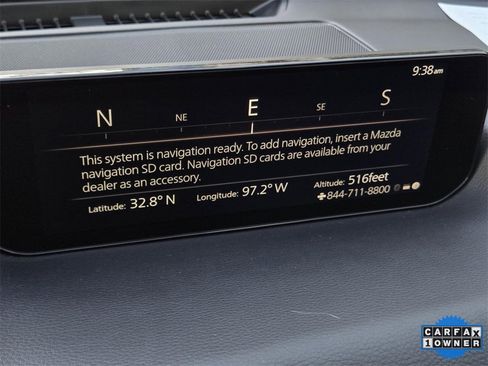 9:38am
N NE E SE S
This system is navigation ready. To add navigation, insert a Mazda
navigation SD card. Navigation SD cards are available from your
dealer as an accessory.
Latitude: 32.8° N Longitude: 97.2° W Altitude: 516feet
844-711-8800
CARFAX
1 OWNER